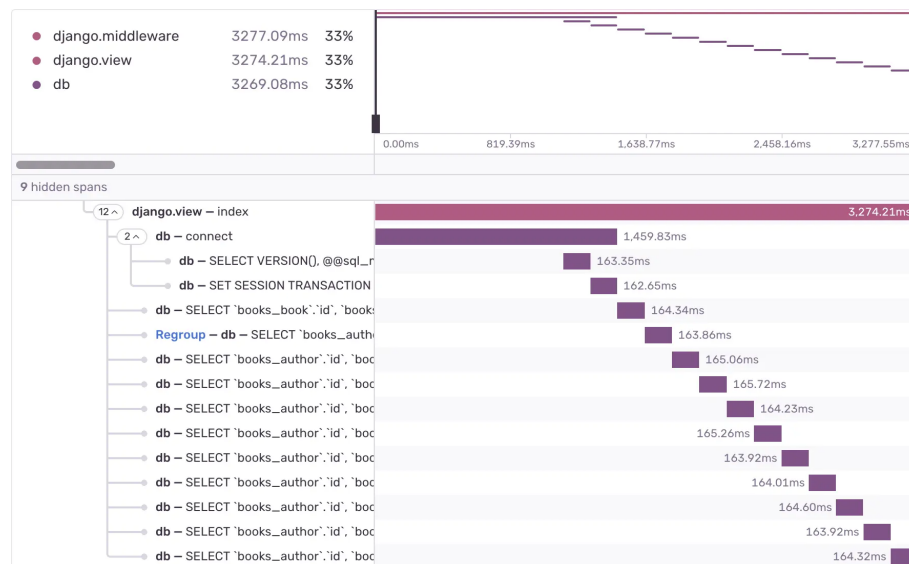 django.middleware 3277.09ms 33%
django.view 3274.21ms 33%
db 3269.08ms 33%
0.00ms 819.39ms 1,638.77ms 2,458.16ms 3,277.55ms
9 hidden spans
12 django.view — index 3,274.21ms
2 db — connect 1,459.83ms
db — SELECT VERSION(), @@sql_ 163.35ms
db — SET SESSION TRANSACTION 162.65ms
db — SELECT `books_book`.`id`, `books 164.34ms
Regroup — db — SELECT `books_auth 163.86ms
db — SELECT `books_author`.`id`, `boo 165.06ms
db — SELECT `books_author`.`id`, `boo 165.72ms
db — SELECT `books_author`.`id`, `boo 164.23ms
db — SELECT `books_author`.`id`, `boo 165.26ms
db — SELECT `books_author`.`id`, `boo 163.92ms
db — SELECT `books_author`.`id`, `boo 164.01ms
db — SELECT `books_author`.`id`, `boo 164.60ms
db — SELECT `books_author`.`id`, `boo 163.92ms
db — SELECT `books_author`.`id`, `boo 164.32ms